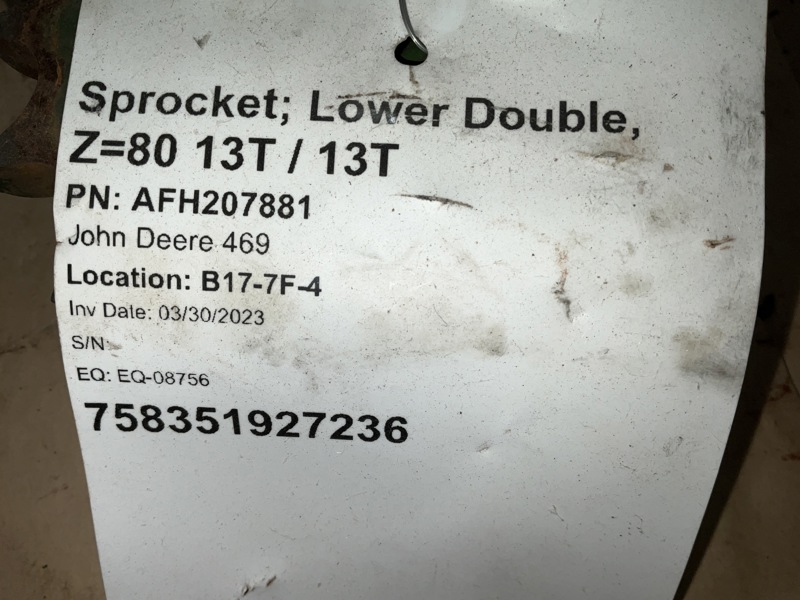 Sprocket; Lower Double,
Z=80 13T / 13T
PN: AFH207881
John Deere 469
Location: B17-7F-4
Inv Date: 03/30/2023
S/N:
EQ: EQ-08756
758351927236